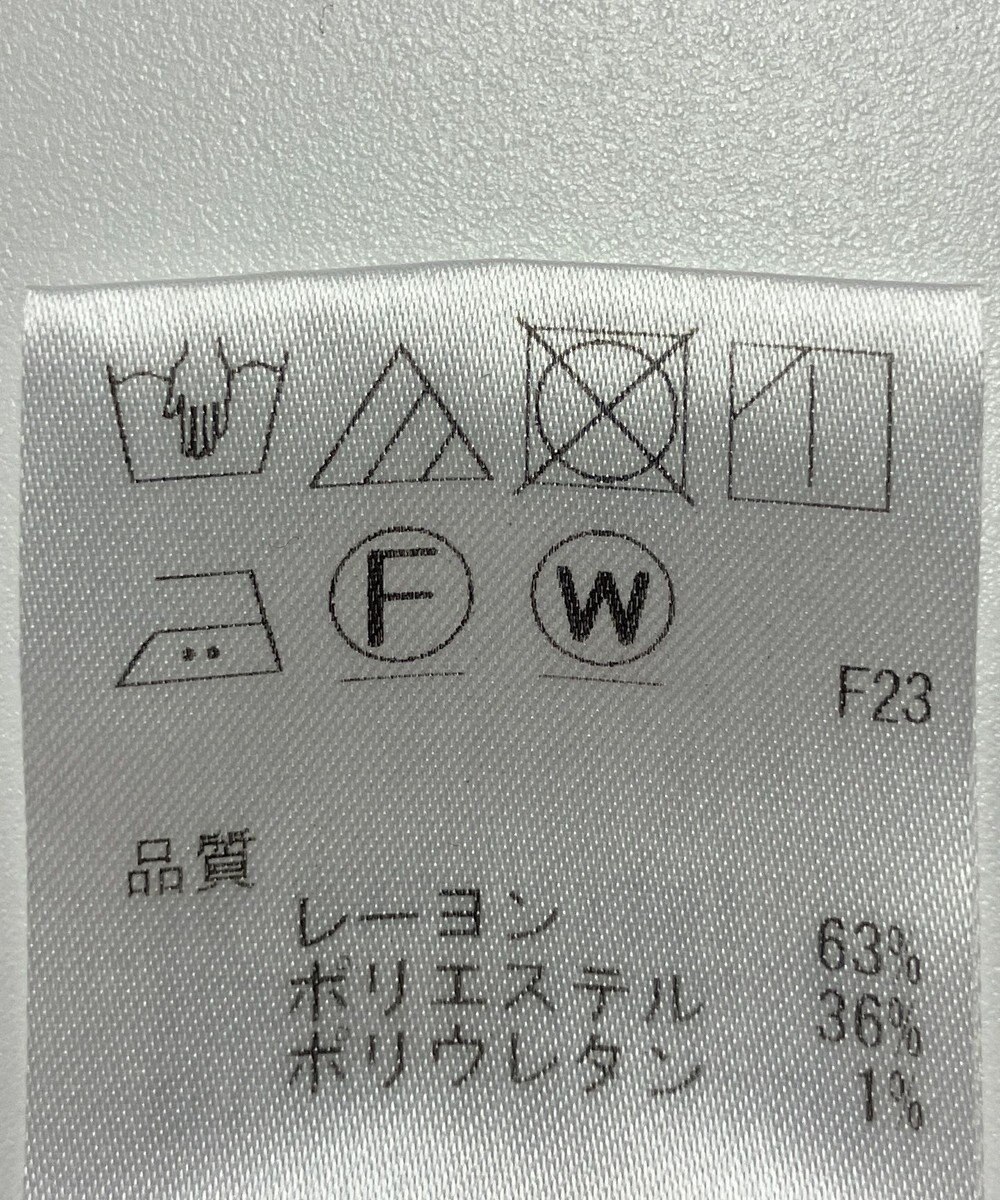 F W
F23
品質
レーヨン 63%
ポリエステル 36%
ポリウレタン 1%